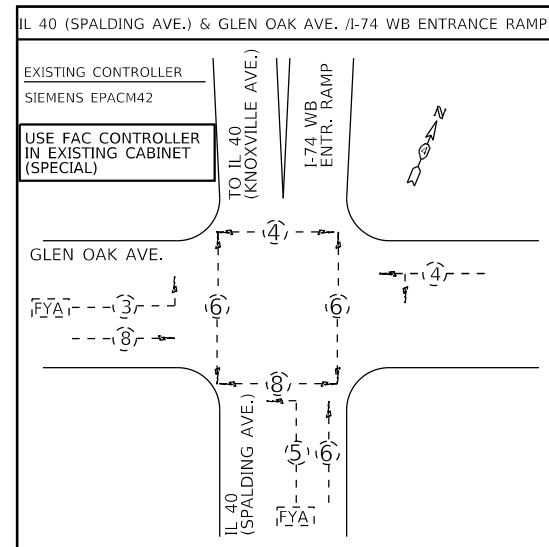 IL 40 (SPALDING AVE.) & GLEN OAK AVE. /I-74 WB ENTRANCE RAMP
EXISTING CONTROLLER
SIEMENS EPACM42
USE FAC CONTROLLER
IN EXISTING CABINET
(SPECIAL)
TO IL 40
(KNOXVILLE AVE.)
I-74 WB
ENTR. RAMP
N
4
GLEN OAK AVE.
4
4
FYA
3
6
6
8
8
5
6
IL 40
(SPALDING AVE.)
FYA